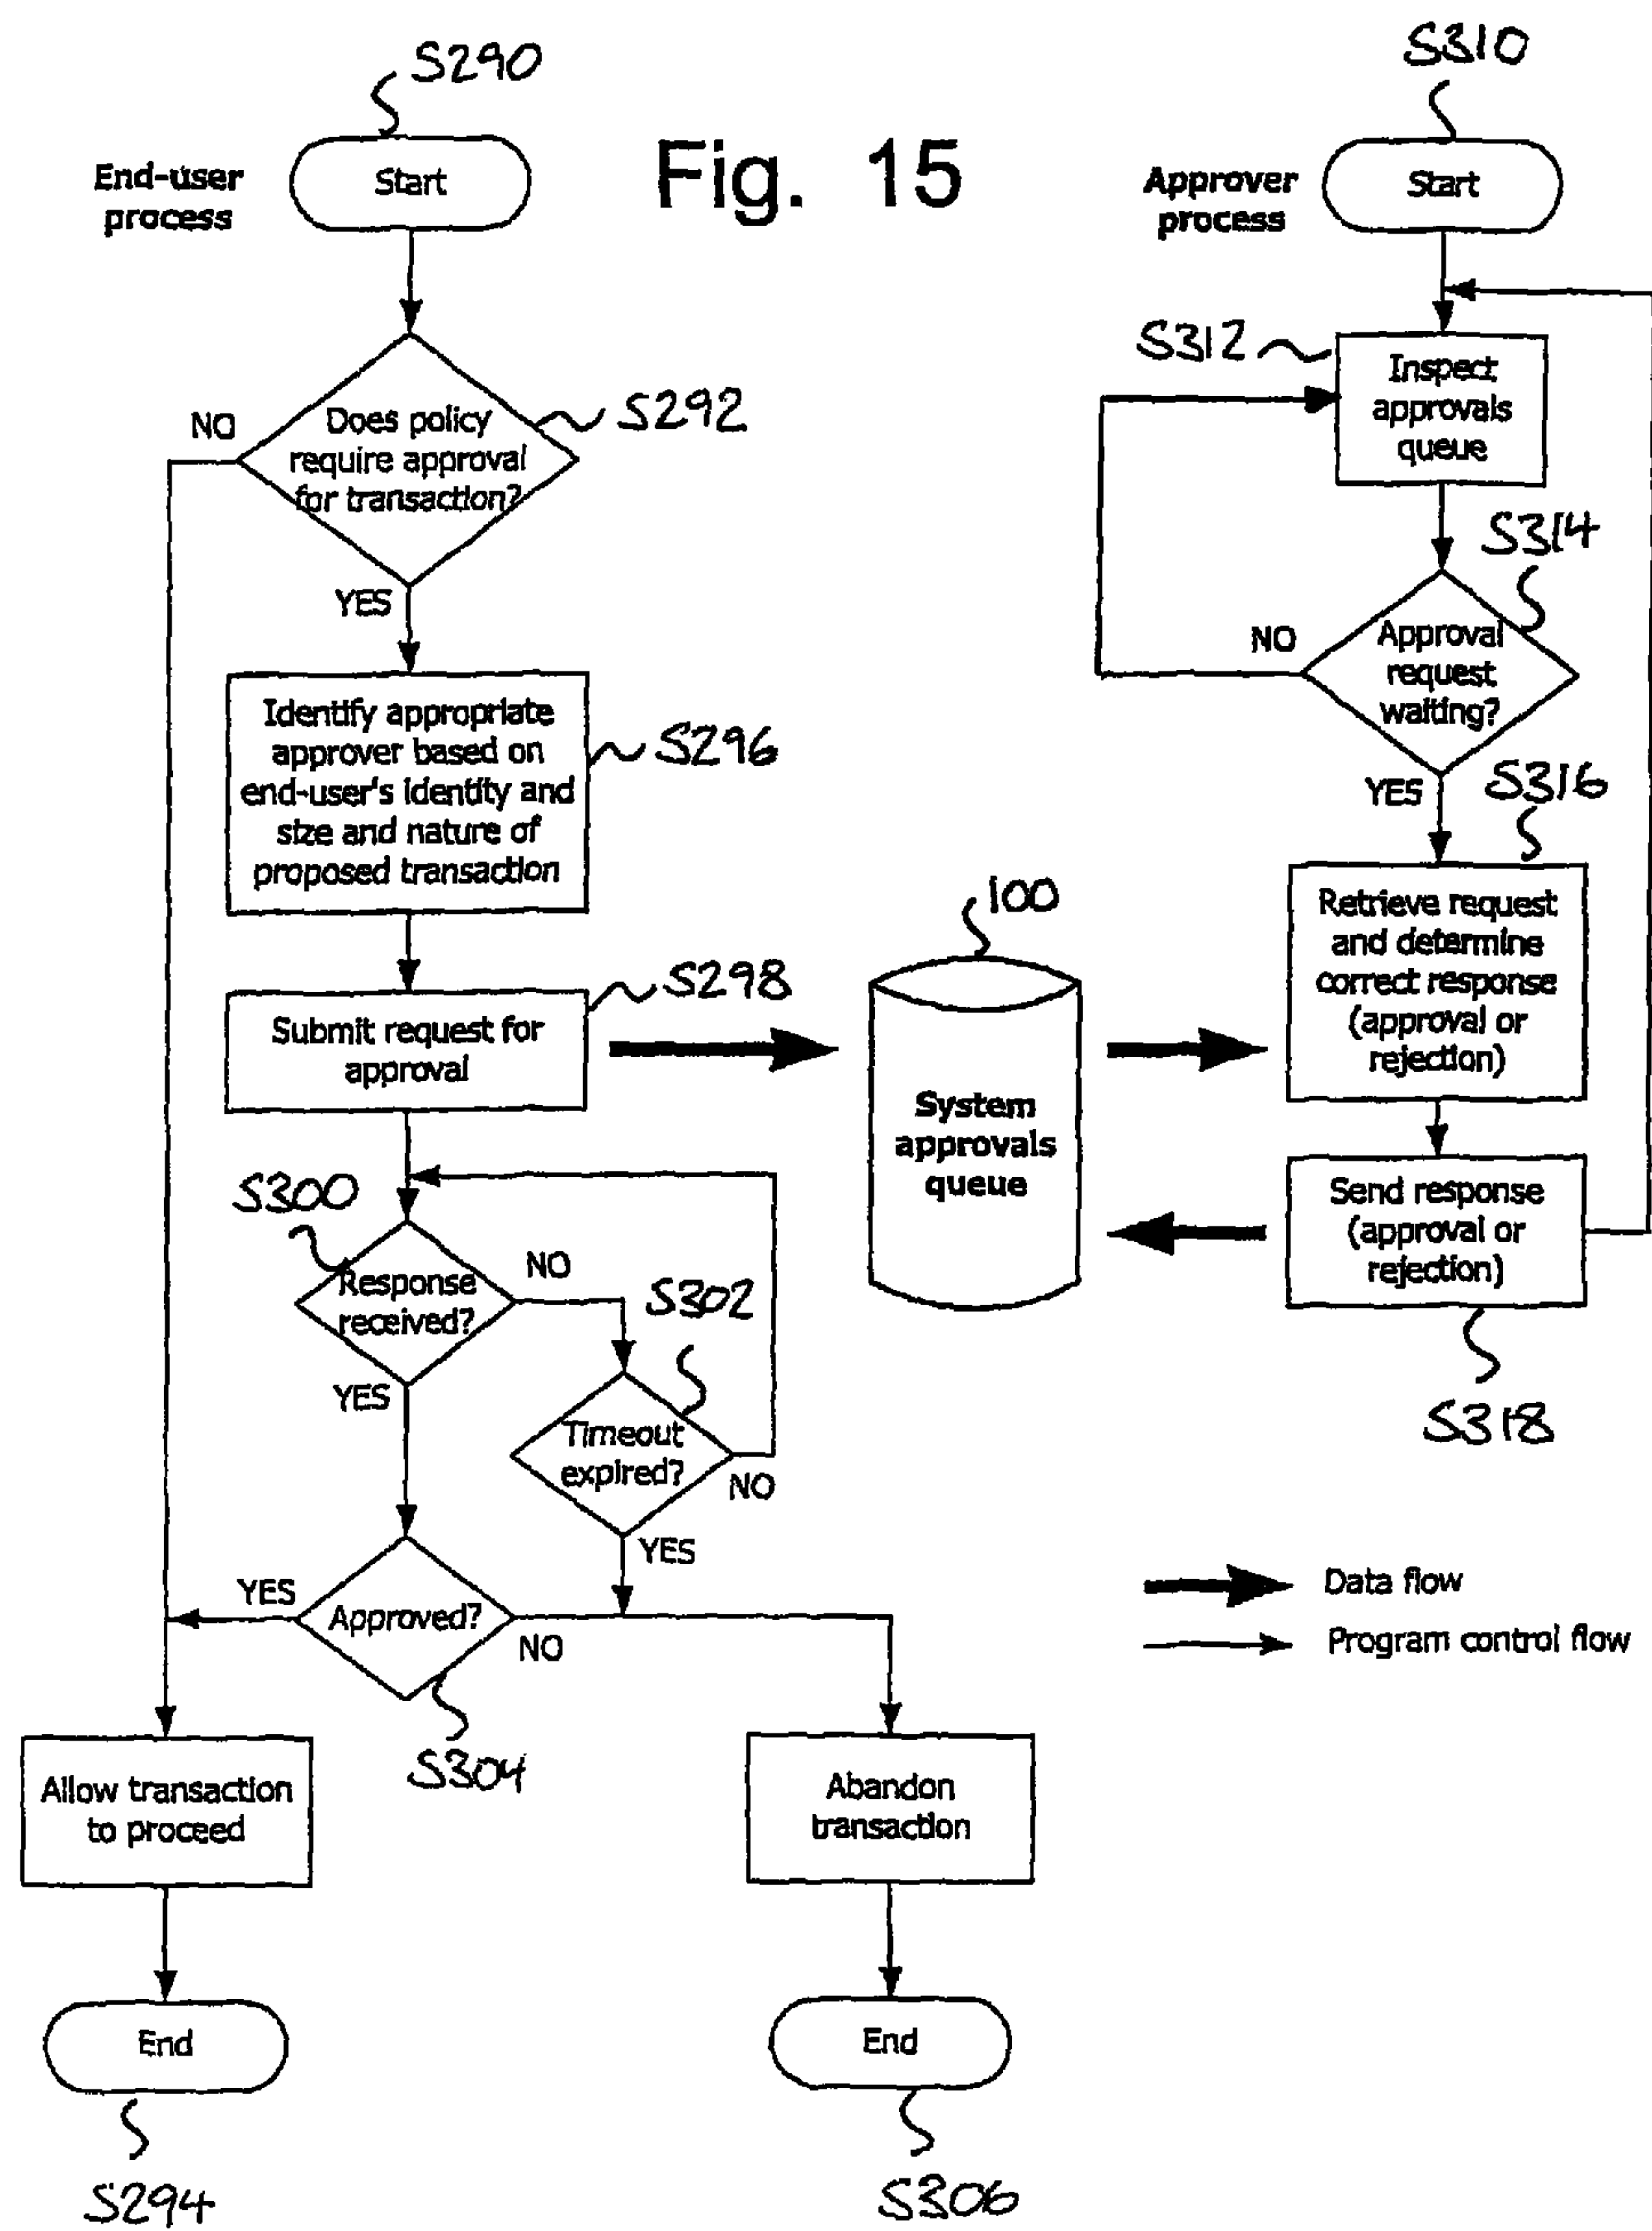 S290
End-user
process
Start
Fig. 15
Does policy
require approval
for transaction?
S292
NO
YES
Identify appropriate
approver based on
end-user's identity and
size and nature of
proposed transaction
S296
Submit request for
approval
S298
S300
Response
received?
NO
YES
S302
Timeout
expired?
NO
YES
Approved?
YES
NO
S304
Allow transaction
to proceed
End
S294
Abandon
transaction
End
S306
100
System
approvals
queue
S310
Approver
process
Start
S312
Inspect
approvals
queue
S314
Approval
request
waiting?
NO
YES
S316
Retrieve request
and determine
correct response
(approval or
rejection)
Send response
(approval or
rejection)
S318
Data flow
Program control flow